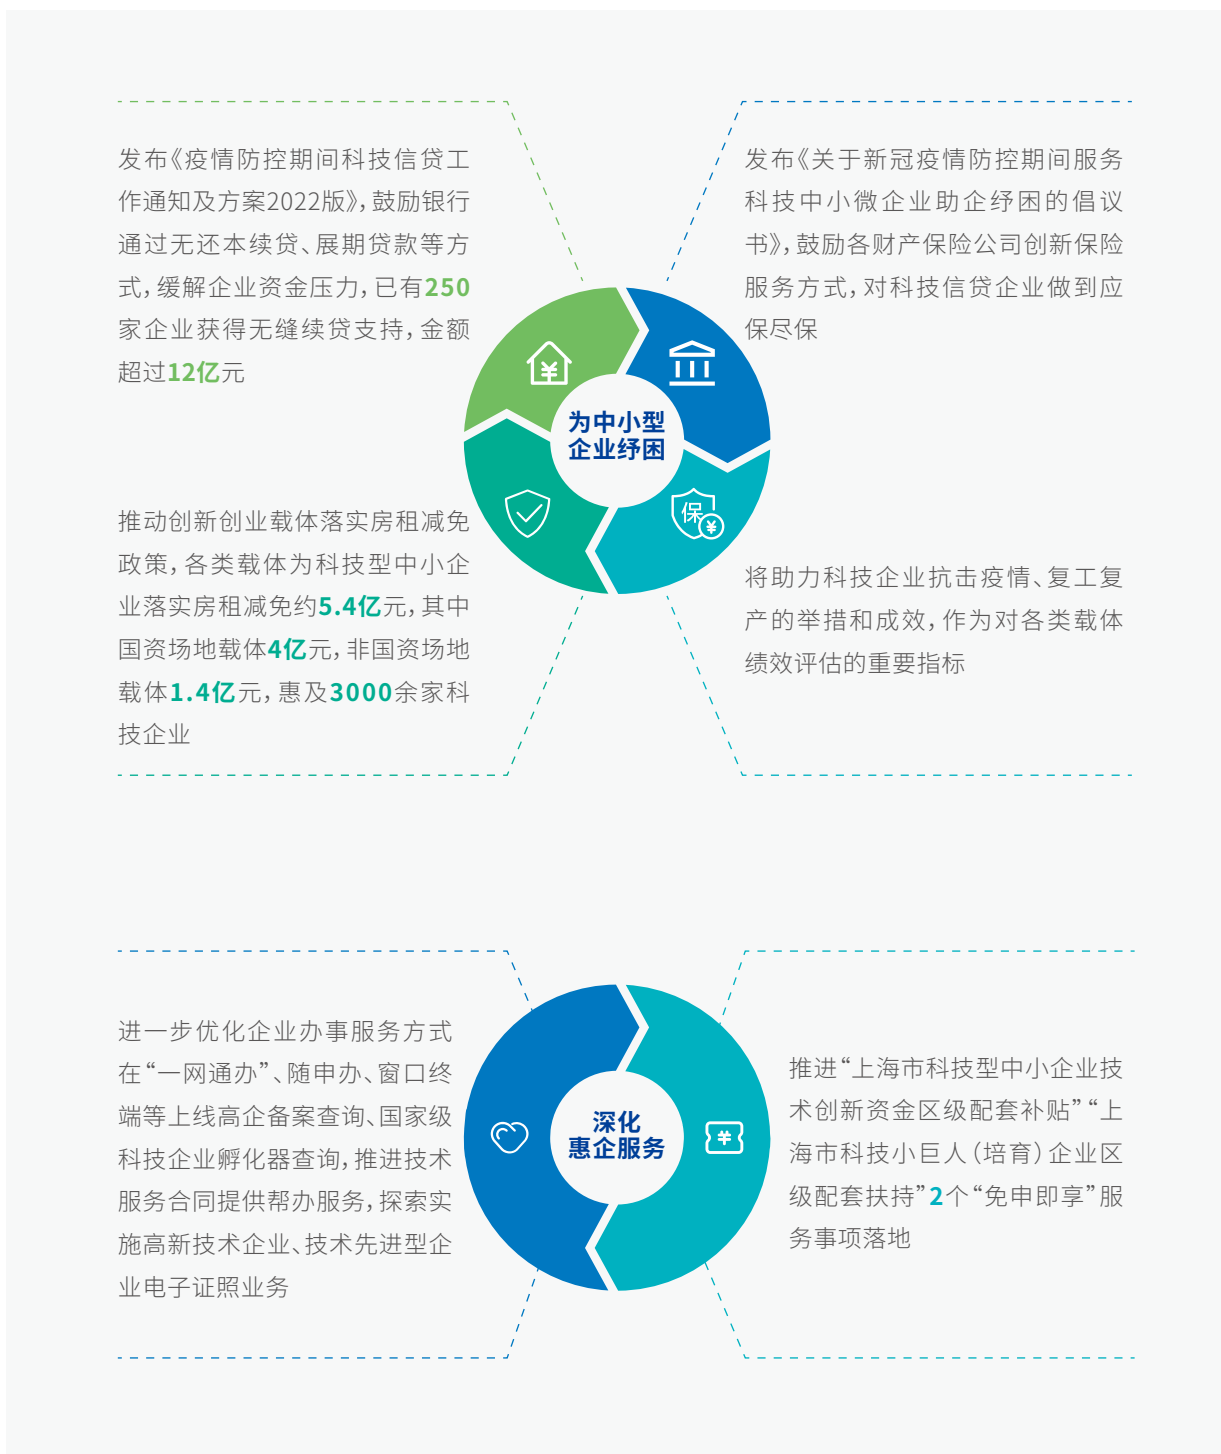 发布《疫情防控期间科技信贷工
作通知及方案2022版》，鼓励银行
通过无还本续贷、展期贷款等方
式，缓解企业资金压力，已有250
家企业获得无缝续贷支持，金额
超过12亿元
发布《关于新冠疫情防控期间服务
科技中小微企业助企纾困的倡议
书》，鼓励各财产保险公司创新保险
服务方式，对科技信贷企业做到应
保尽保
为中小型
企业纾困
保
推动创新创业载体落实房租减免
政策，各类载体为科技型中小企
业落实房租减免约5.4亿元，其中
国资场地载体4亿元，非国资场地
载体1.4亿元，惠及3000余家科
技企业
将助力科技企业抗击疫情、复工复
产的举措和成效，作为对各类载体
绩效评估的重要指标
进一步优化企业办事服务方式
在“一网通办”、随申办、窗口终
端等上线高企备案查询、国家级
科技企业孵化器查询，推进技术
服务合同提供帮办服务，探索实
施高新技术企业、技术先进型企
业电子证照业务
深化
惠企服务
推进“上海市科技型中小企业技
术创新资金区级配套补贴”“上
海市科技小巨人（培育）企业区
级配套扶持”2个“免申即享”服
务事项落地